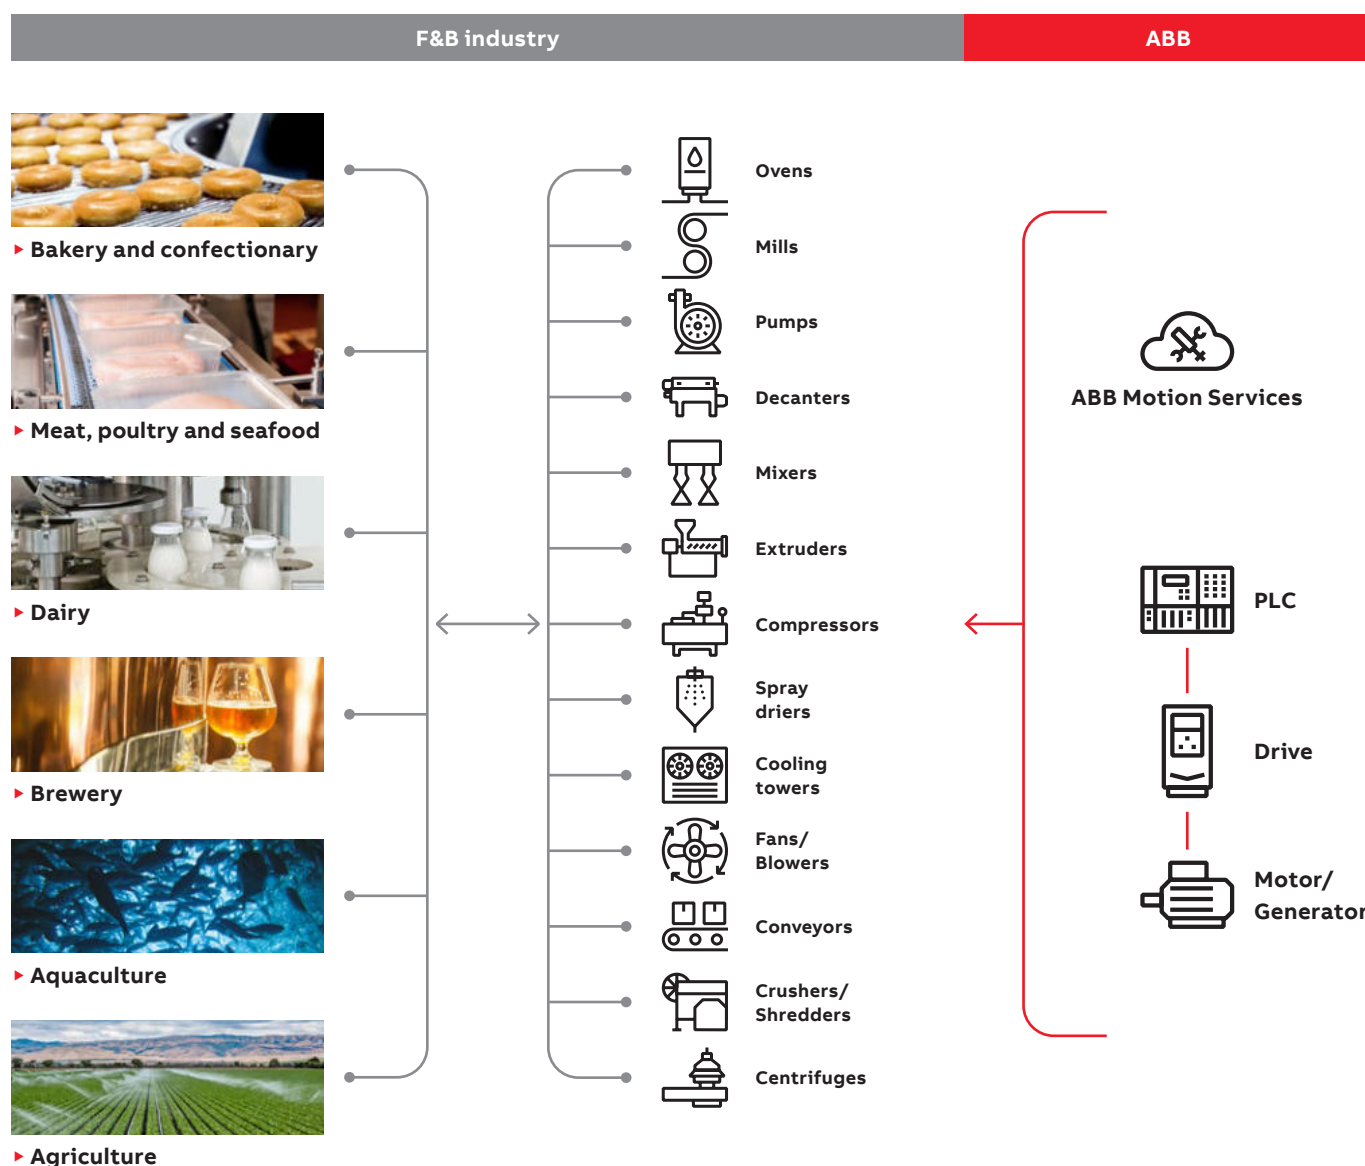 F&B industry
ABB
Bakery and confectionary
Meat, poultry and seafood
Dairy
Brewery
Aquaculture
Agriculture
Ovens
Mills
Pumps
Decanters
Mixers
Extruders
Compressors
Spray
driers
Cooling
towers
Fans/
Blowers
Conveyors
Crushers/
Shredders
Centrifuges
ABB Motion Services
PLC
Drive
Motor/
Generator